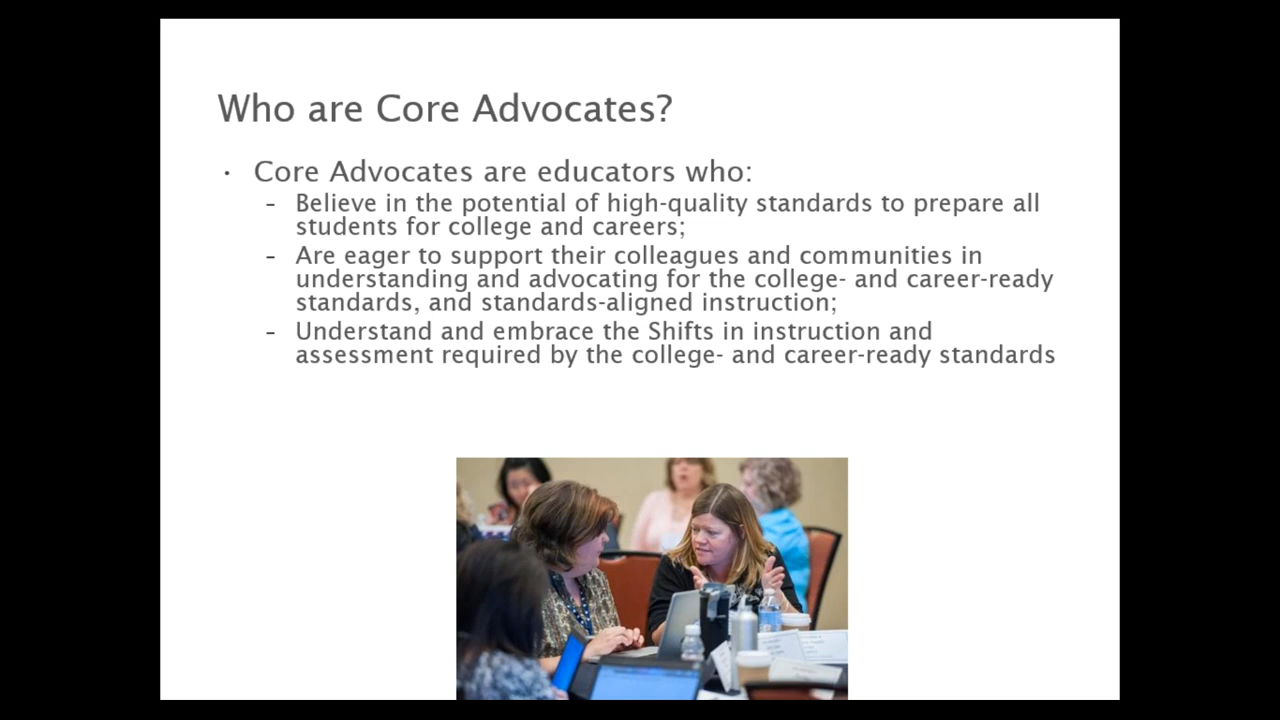 Who are Core Advocates?
• Core Advocates are educators who:
– Believe in the potential of high-quality standards to prepare all
students for college and careers;
– Are eager to support their colleagues and communities in
understanding and advocating for the college- and career-ready
standards, and standards-aligned instruction;
– Understand and embrace the Shifts in instruction and
assessment required by the college- and career-ready standards